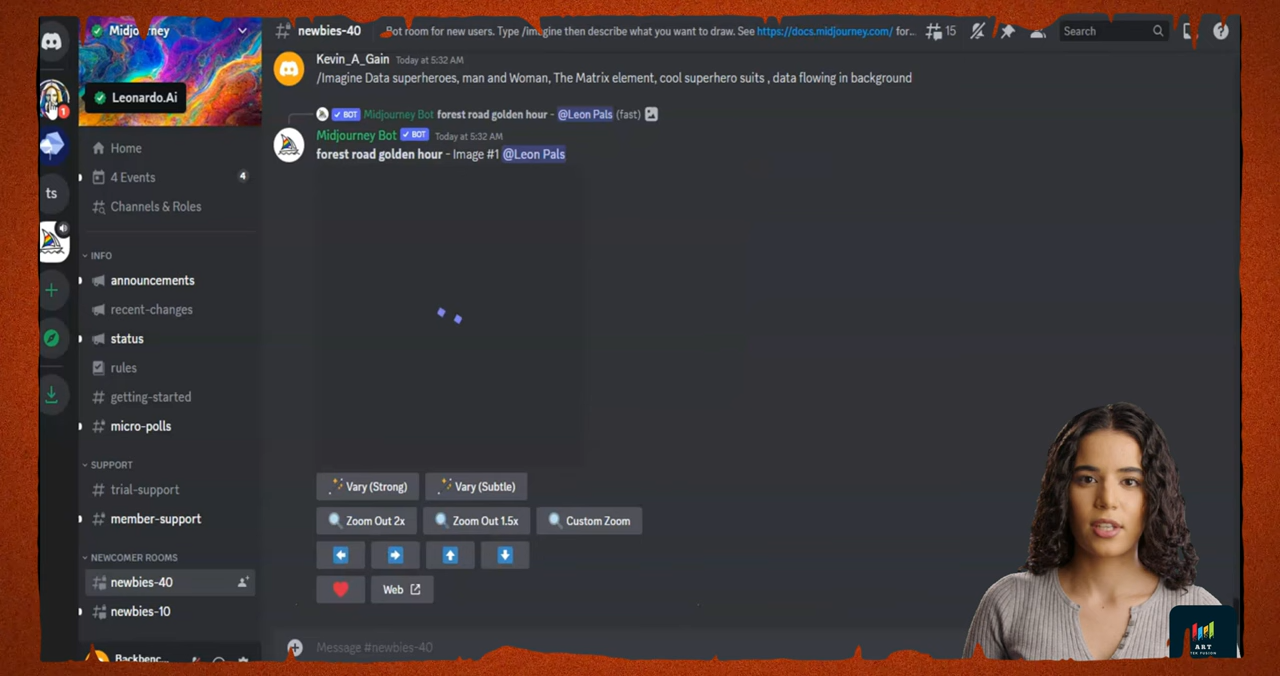 Midjourney
newbies-40
Bot room for new users. Type /imagine then describe what you want to draw. See https://docs.midjourney.com/ for...
15
Search
Leonardo.Ai
1
ts
Home
4 Events
4
Channels & Roles
INFO
announcements
recent-changes
status
rules
getting-started
micro-polls
SUPPORT
trial-support
member-support
NEWCOMER ROOMS
newbies-40
newbies-10
Backbenc...
Kevin_A_Gain Today at 5:32 AM
/Imagine Data superheroes, man and Woman, The Matrix element, cool superhero suits , data flowing in background
BOT Midjourney Bot forest road golden hour - @Leon Pals (fast)
Midjourney Bot BOT Today at 5:32 AM
forest road golden hour - Image #1 @Leon Pals
Vary (Strong) Vary (Subtle)
Zoom Out 2x Zoom Out 1.5x Custom Zoom
Web
Message #newbies-40
ART